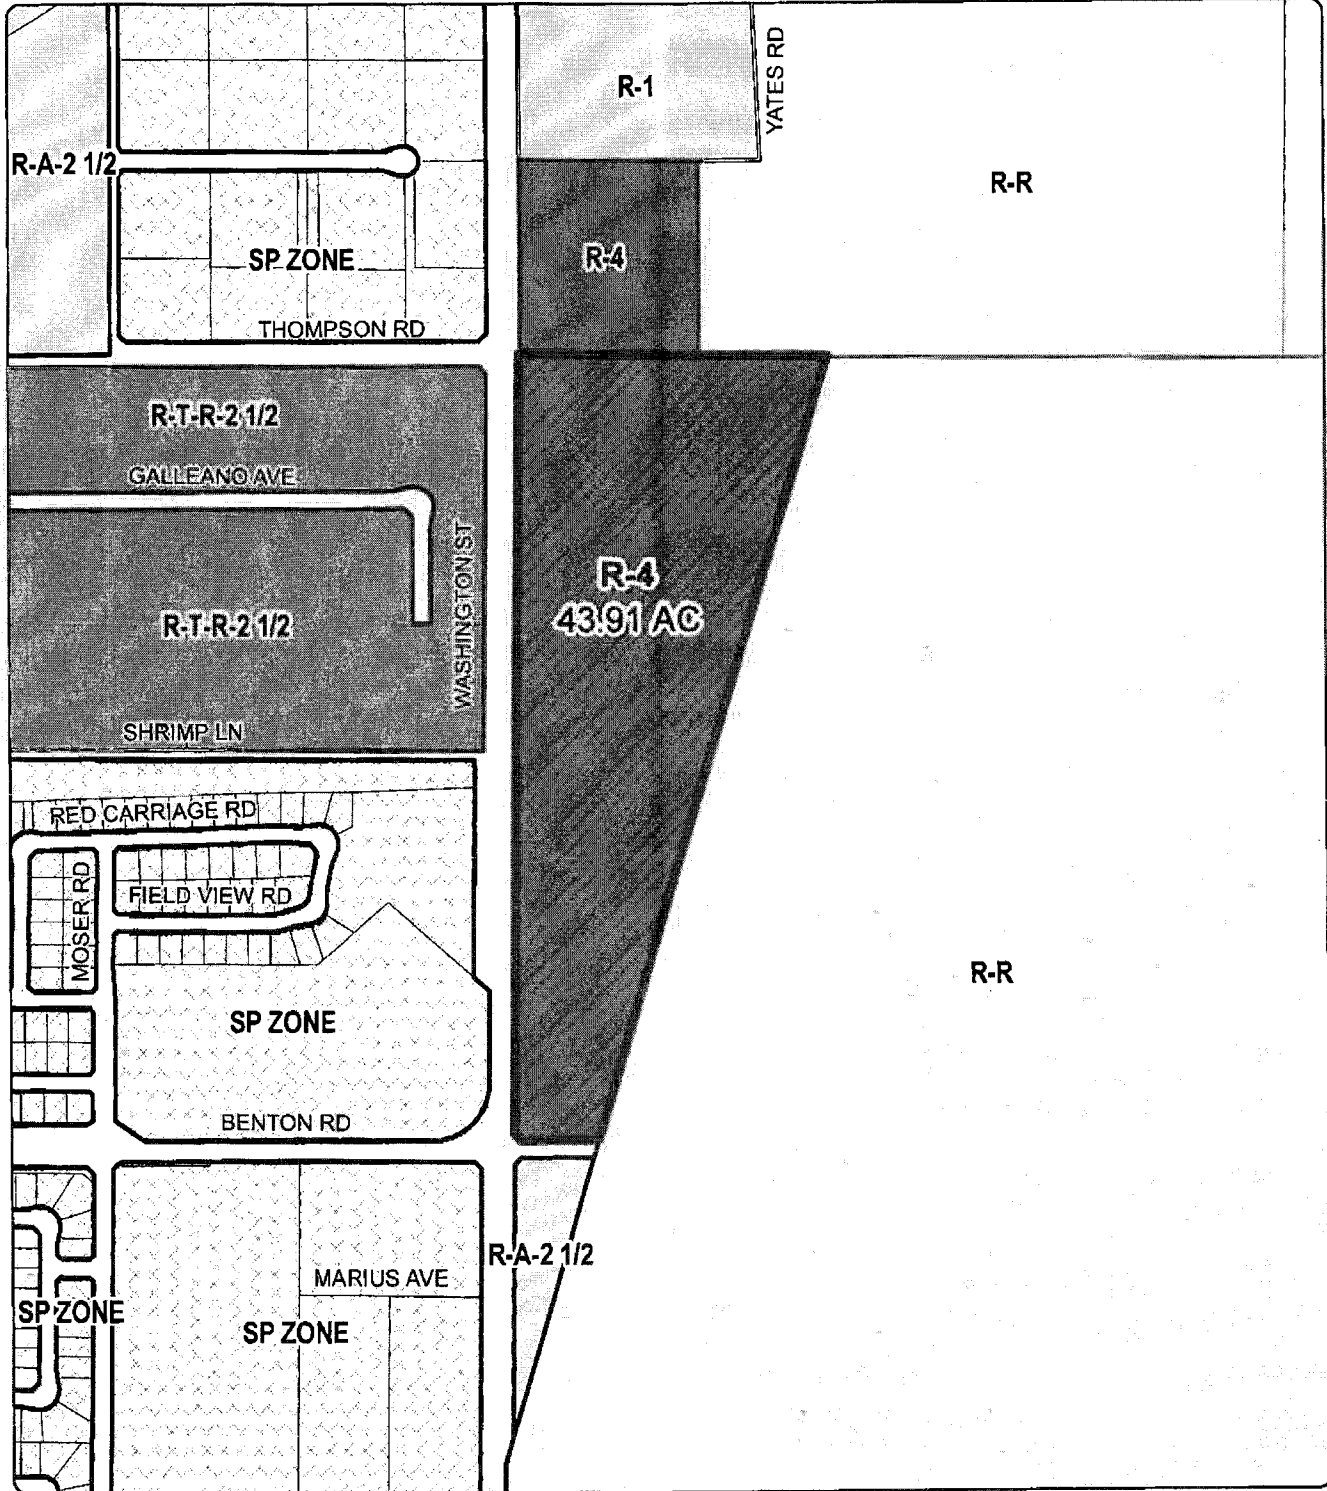 R-1
YATES RD
R-A-2 1/2
R-R
SP ZONE
R-4
THOMPSON RD
R-T-R-2 1/2
GALLEANO AVE
WASHINGTON ST
R-4
43.91 AC
R-T-R-2 1/2
SHRIMP LN
RED CARRIAGE RD
MOSER RD
FIELD VIEW RD
R-R
SP ZONE
BENTON RD
R-A-2 1/2
MARIUS AVE
SP ZONE
SP ZONE